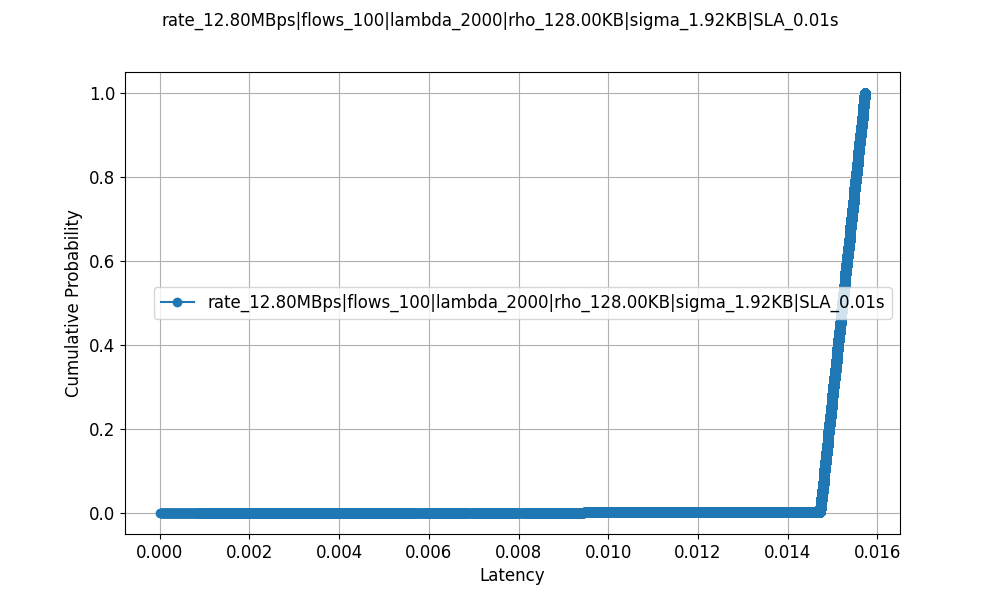 rate_12.80MBps|flows_100|lambda_2000|rho_128.00KB|sigma_1.92KB|SLA_0.01s
1.0
0.8
0.6
0.4
0.2
0.0
Cumulative Probability
rate_12.80MBps|flows_100|lambda_2000|rho_128.00KB|sigma_1.92KB|SLA_0.01s
0.000 0.002 0.004 0.006 0.008 0.010 0.012 0.014 0.016
Latency